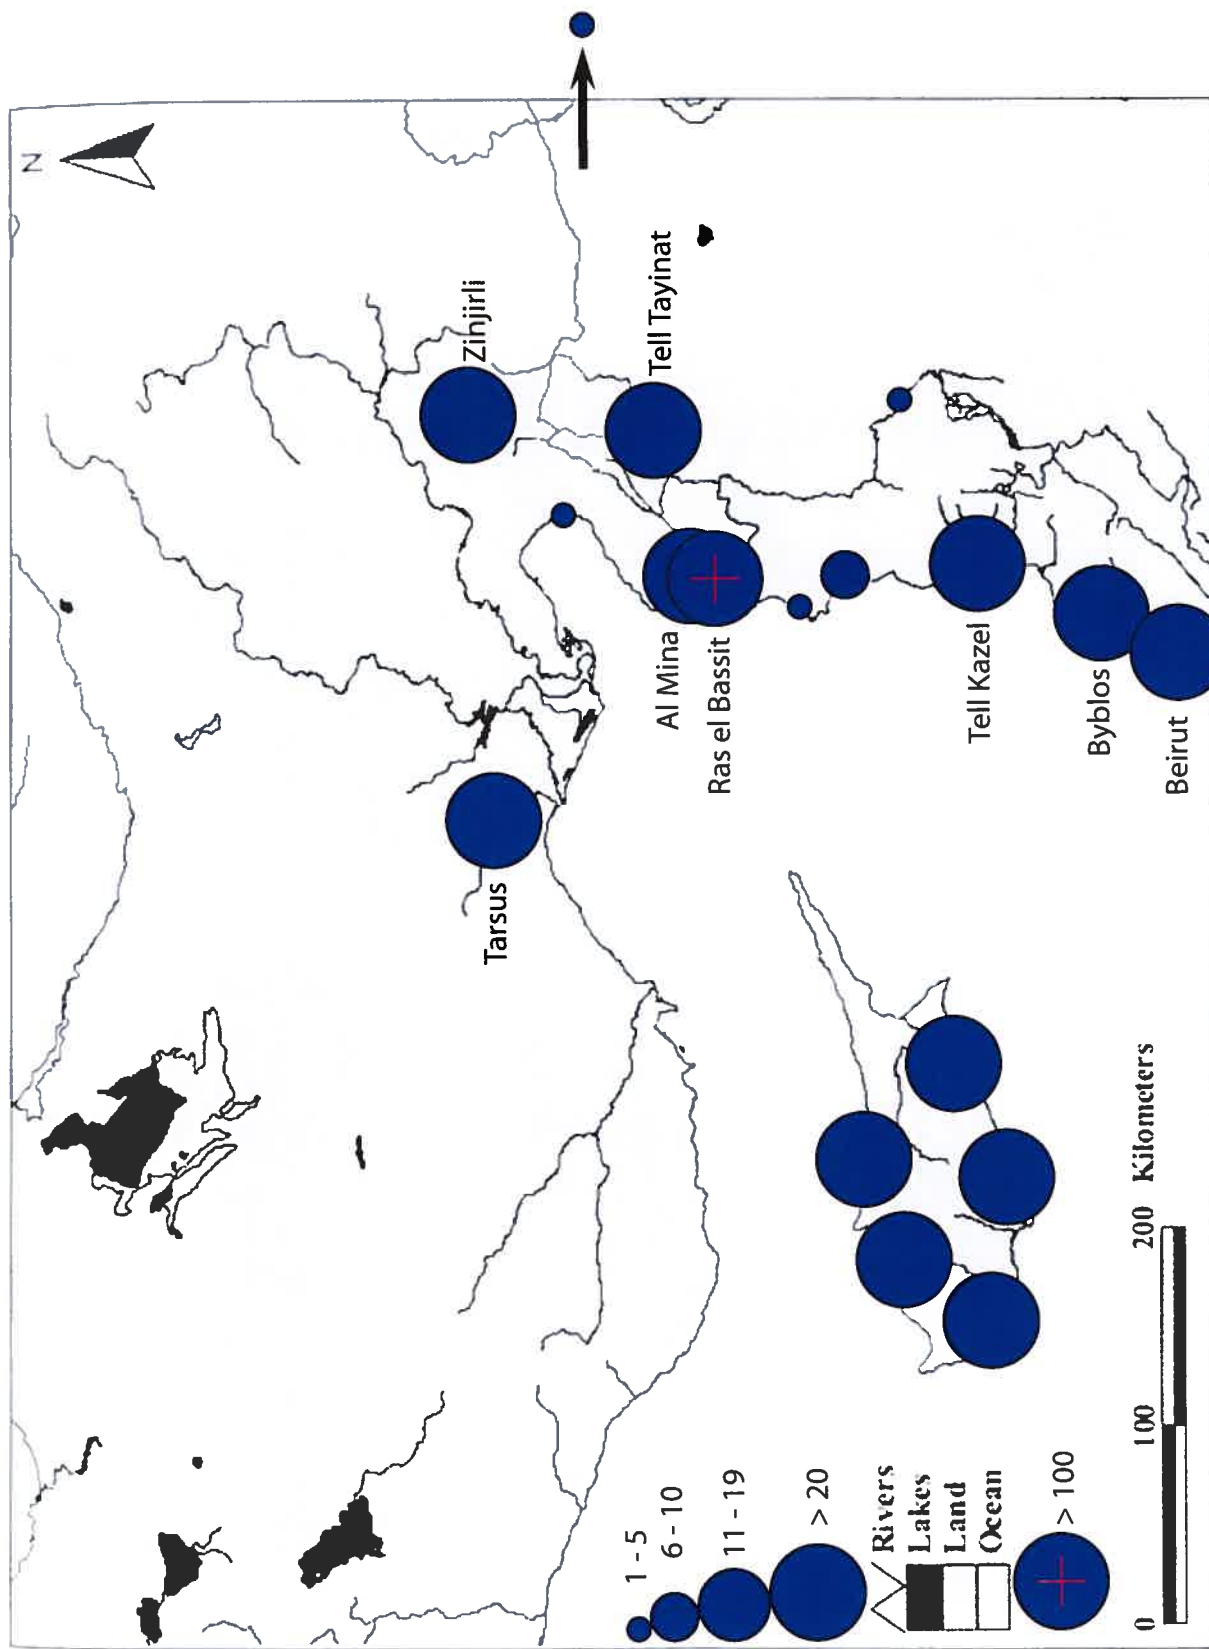 N
Zinjirli
Tell Tayinat
Tarsus
Al Mina
Ras el Bassit
Tell Kazel
Byblos
Beirut
1 - 5
6 - 10
11 - 19
> 20
Rivers
Lakes
Land
Ocean
> 100
0 100 200 Kilometers